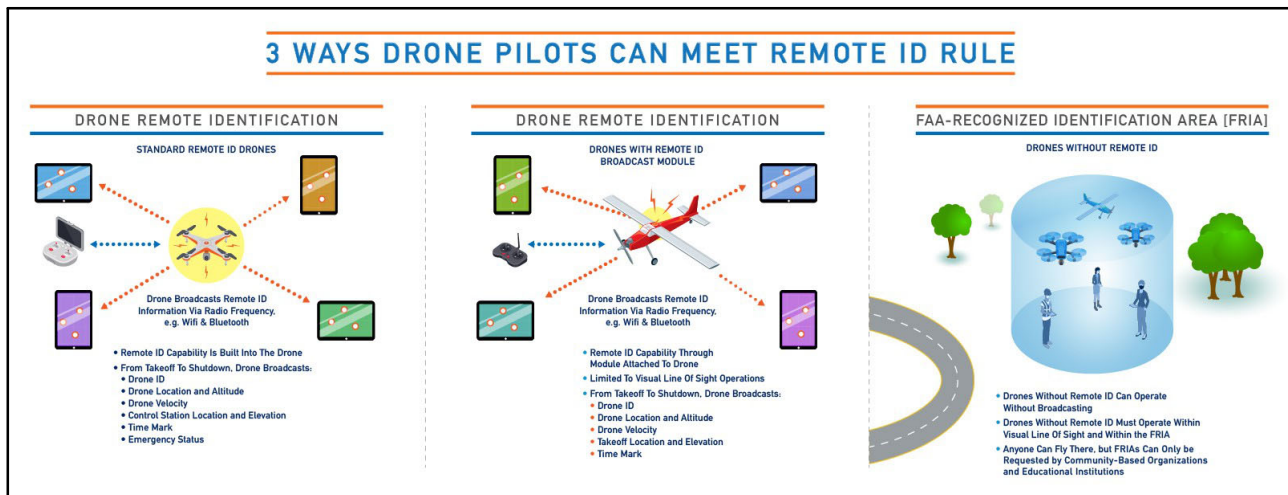 3 WAYS DRONE PILOTS CAN MEET REMOTE ID RULE
DRONE REMOTE IDENTIFICATION
STANDARD REMOTE ID DRONES
Drone Broadcasts Remote ID
Information Via Radio Frequency,
e.g. Wifi & Bluetooth
• Remote ID Capability Is Built Into The Drone
• From Takeoff To Shutdown, Drone Broadcasts:
• Drone ID
• Drone Location and Altitude
• Drone Velocity
• Control Station Location and Elevation
• Time Mark
• Emergency Status
DRONE REMOTE IDENTIFICATION
DRONES WITH REMOTE ID
BROADCAST MODULE
Drone Broadcasts Remote ID
Information Via Radio Frequency,
e.g. Wifi & Bluetooth
• Remote ID Capability Through
Module Attached To Drone
• Limited To Visual Line Of Sight Operations
• From Takeoff To Shutdown, Drone Broadcasts:
• Drone ID
• Drone Location and Altitude
• Drone Velocity
• Takeoff Location and Elevation
• Time Mark
FAA-RECOGNIZED IDENTIFICATION AREA [FRIA]
DRONES WITHOUT REMOTE ID
• Drones Without Remote ID Can Operate
Without Broadcasting
• Drones Without Remote ID Must Operate Within
Visual Line Of Sight and Within the FRIA
• Anyone Can Fly There, but FRIAs Can Only be
Requested by Community-Based Organizations
and Educational Institutions